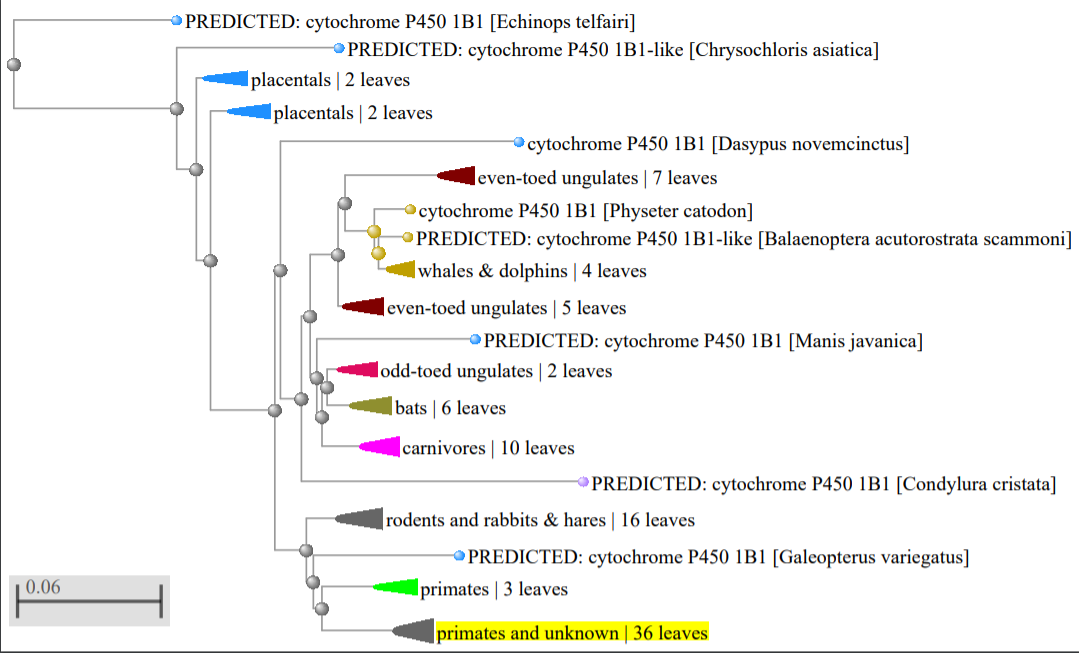 PREDICTED: cytochrome P450 1B1 [Echinops telfairi]
PREDICTED: cytochrome P450 1B1-like [Chrysochloris asiatica]
placentals | 2 leaves
placentals | 2 leaves
cytochrome P450 1B1 [Dasypus novemcinctus]
even-toed ungulates | 7 leaves
cytochrome P450 1B1 [Physeter catodon]
PREDICTED: cytochrome P450 1B1-like [Balaenoptera acutorostrata scammoni]
whales & dolphins | 4 leaves
even-toed ungulates | 5 leaves
PREDICTED: cytochrome P450 1B1 [Manis javanica]
odd-toed ungulates | 2 leaves
bats | 6 leaves
carnivores | 10 leaves
PREDICTED: cytochrome P450 1B1 [Condylura cristata]
rodents and rabbits & hares | 16 leaves
PREDICTED: cytochrome P450 1B1 [Galeopterus variegatus]
primates | 3 leaves
0.06
primates and unknown | 36 leaves